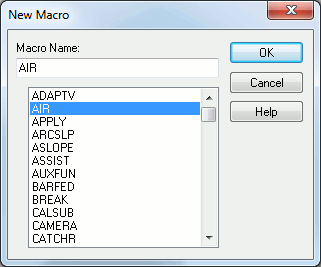 New Macro
Macro Name:
AIR
OK
Cancel
Help
ADAPTV
AIR
APPLY
ARCSLP
ASLOPE
ASSIST
AUXFUN
BARFED
BREAK
CALSUB
CAMERA
CATCHR